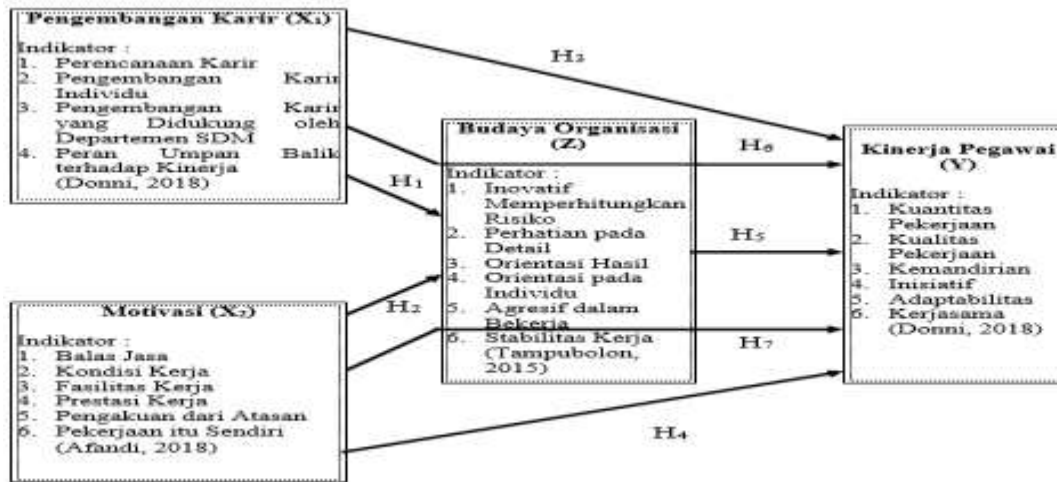 Pengembangan Karir (X₁)
Indikator :
1. Perencanaan Karir
2. Pengembangan Karir
Individu
3. Pengembangan Karir
yang Didukung oleh
Departemen SDM
4. Peran Umpan Balik
terhadap Kinerja
(Donni, 2018)
Motivasi (X₂)
Indikator :
1. Balas Jasa
2. Kondisi Kerja
3. Fasilitas Kerja
4. Prestasi Kerja
5. Pengakuan dari Atasan
6. Pekerjaan itu Sendiri
(Afandi, 2018)
H₁
H₂
Budaya Organisasi
(Z)
Indikator :
1. Inovatif
Memperhitungkan
Risiko
2. Perhatian pada
Detail
3. Orientasi Hasil
4. Orientasi pada
Individu
5. Agresif dalam
Bekerja
6. Stabilitas Kerja
(Tampubolon,
2015)
H₃
H₆
H₅
H₇
H₄
Kinerja Pegawai
(Y)
Indikator :
1. Kuantitas
Pekerjaan
2. Kualitas
Pekerjaan
3. Kemandirian
4. Inisiatif
5. Adaptabilitas
6. Kerjasama
(Donni, 2018)